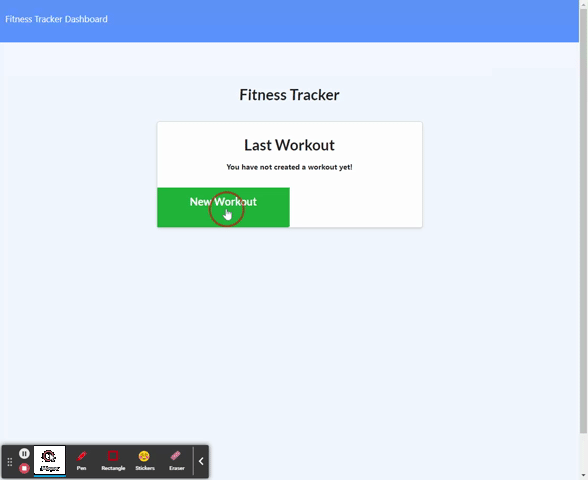 Fitness Tracker Dashboard
Fitness Tracker
Last Workout
You have not created a workout yet!
New Workout
Pen
Rectangle
Stickers
Eraser